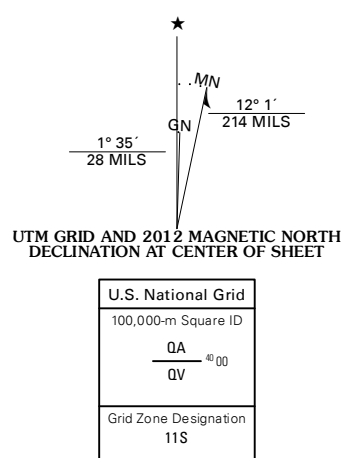 ★
MN
GN
12° 1´
214 MILS
1° 35´
28 MILS
UTM GRID AND 2012 MAGNETIC NORTH
DECLINATION AT CENTER OF SHEET
U.S. National Grid
100,000-m Square ID
QA
40 00
QV
Grid Zone Designation
11S